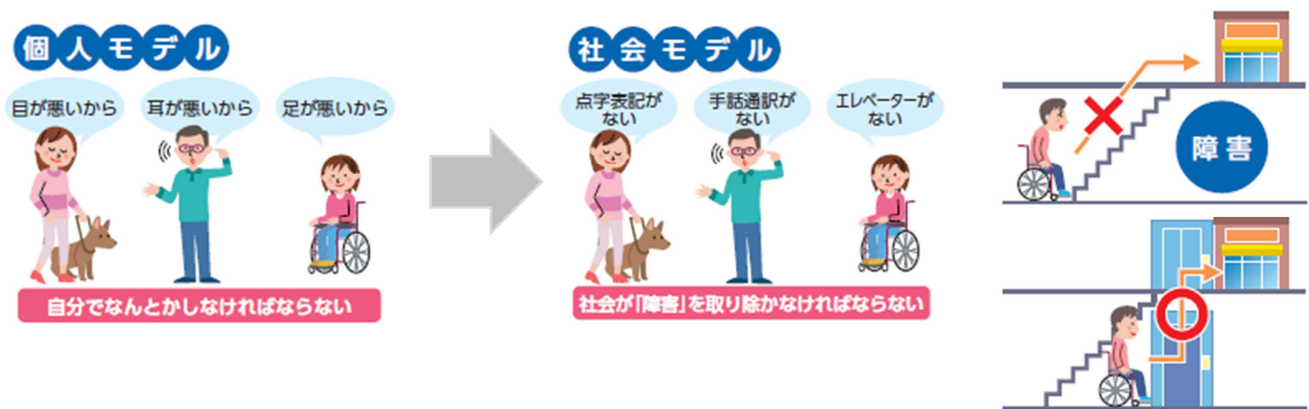 個人モデル
目が悪いから
耳が悪いから
足が悪いから
自分でなんとかしなければならない
社会モデル
点字表記が
ない
手話通訳が
ない
エレベーターが
ない
社会が「障害」を取り除かなければならない
障害